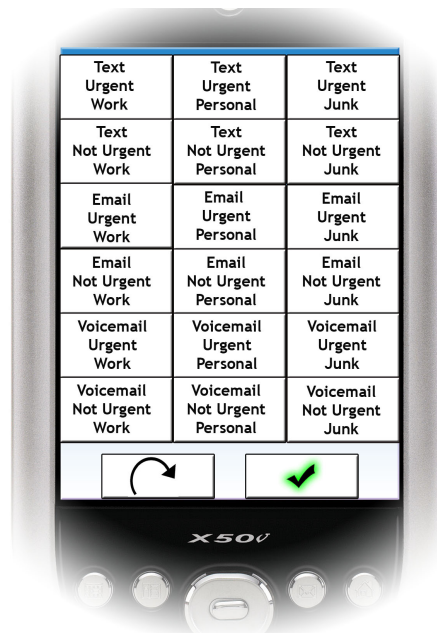 Text
Urgent
Work
Text
Urgent
Personal
Text
Urgent
Junk
Text
Not Urgent
Work
Text
Not Urgent
Personal
Text
Not Urgent
Junk
Email
Urgent
Work
Email
Urgent
Personal
Email
Urgent
Junk
Email
Not Urgent
Work
Email
Not Urgent
Personal
Email
Not Urgent
Junk
Voicemail
Urgent
Work
Voicemail
Urgent
Personal
Voicemail
Urgent
Junk
Voicemail
Not Urgent
Work
Voicemail
Not Urgent
Personal
Voicemail
Not Urgent
Junk
X50v